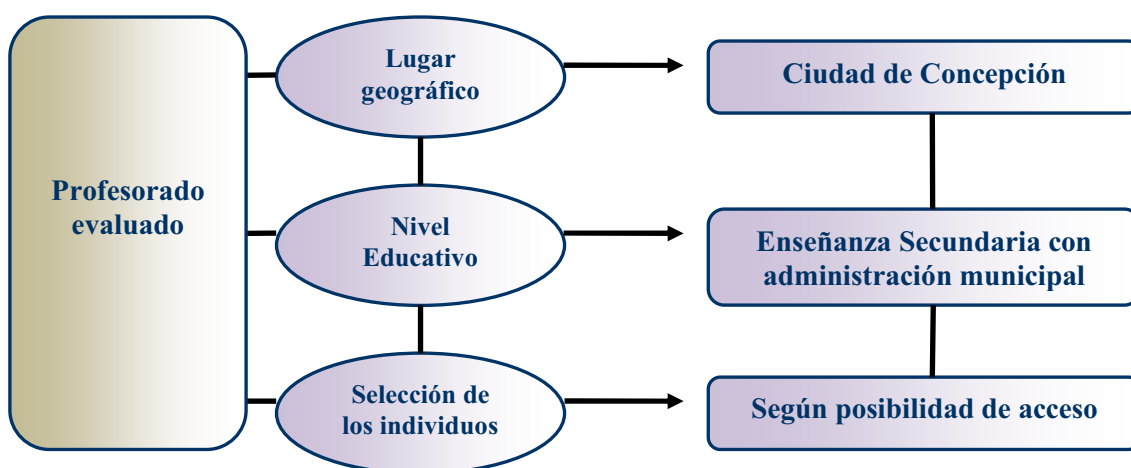 Profesorado
evaluado
Lugar
geográfico
Ciudad de Concepción
Nivel
Educativo
Enseñanza Secundaria con
administración municipal
Selección de
los individuos
Según posibilidad de acceso